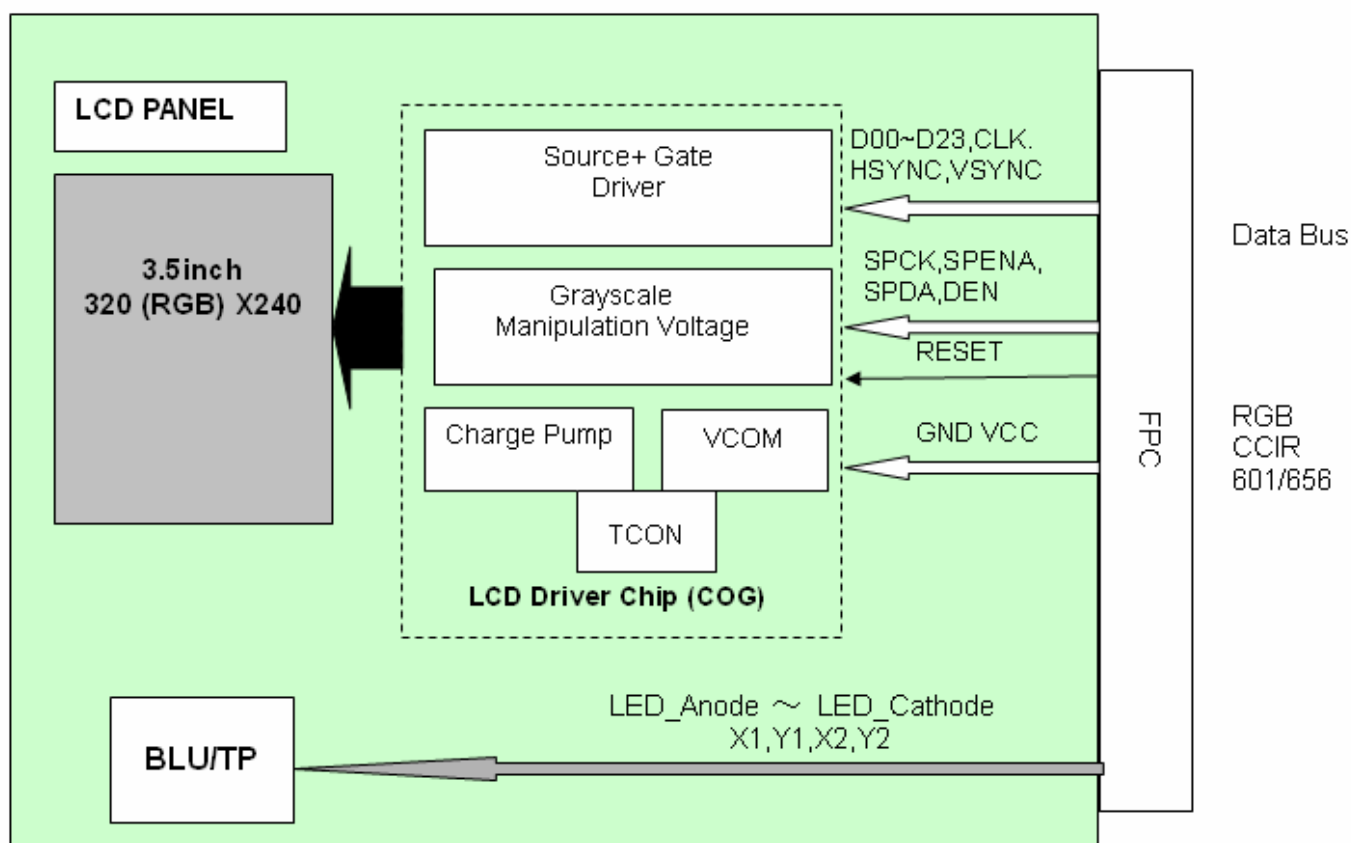 LCD PANEL
3.5inch
320 (RGB) X240
Source+ Gate
Driver
Grayscale
Manipulation Voltage
Charge Pump
VCOM
TCON
LCD Driver Chip (COG)
D00~D23,CLK.
HSYNC,VSYNC
SPCK,SPENA,
SPDA,DEN
RESET
GND VCC
FPC
Data Bus
RGB
CCIR
601/656
BLU/TP
LED_Anode ～ LED_Cathode
X1,Y1,X2,Y2